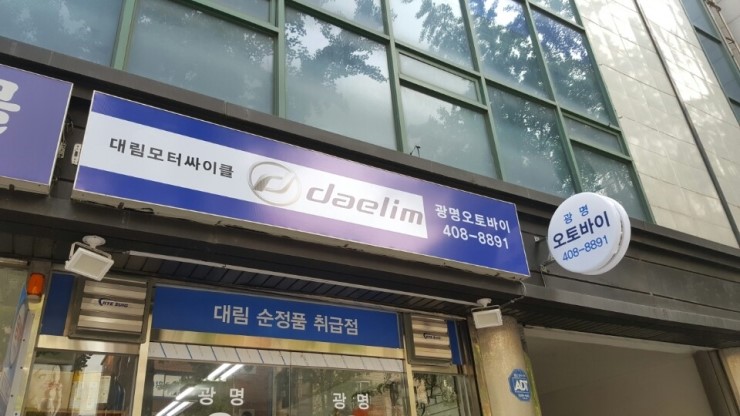 대림모터싸이클
daelim
광명오토바이
408-8891
광명
오토바이
408-8891
대림 순정품 취급점
광명
광명
ADT